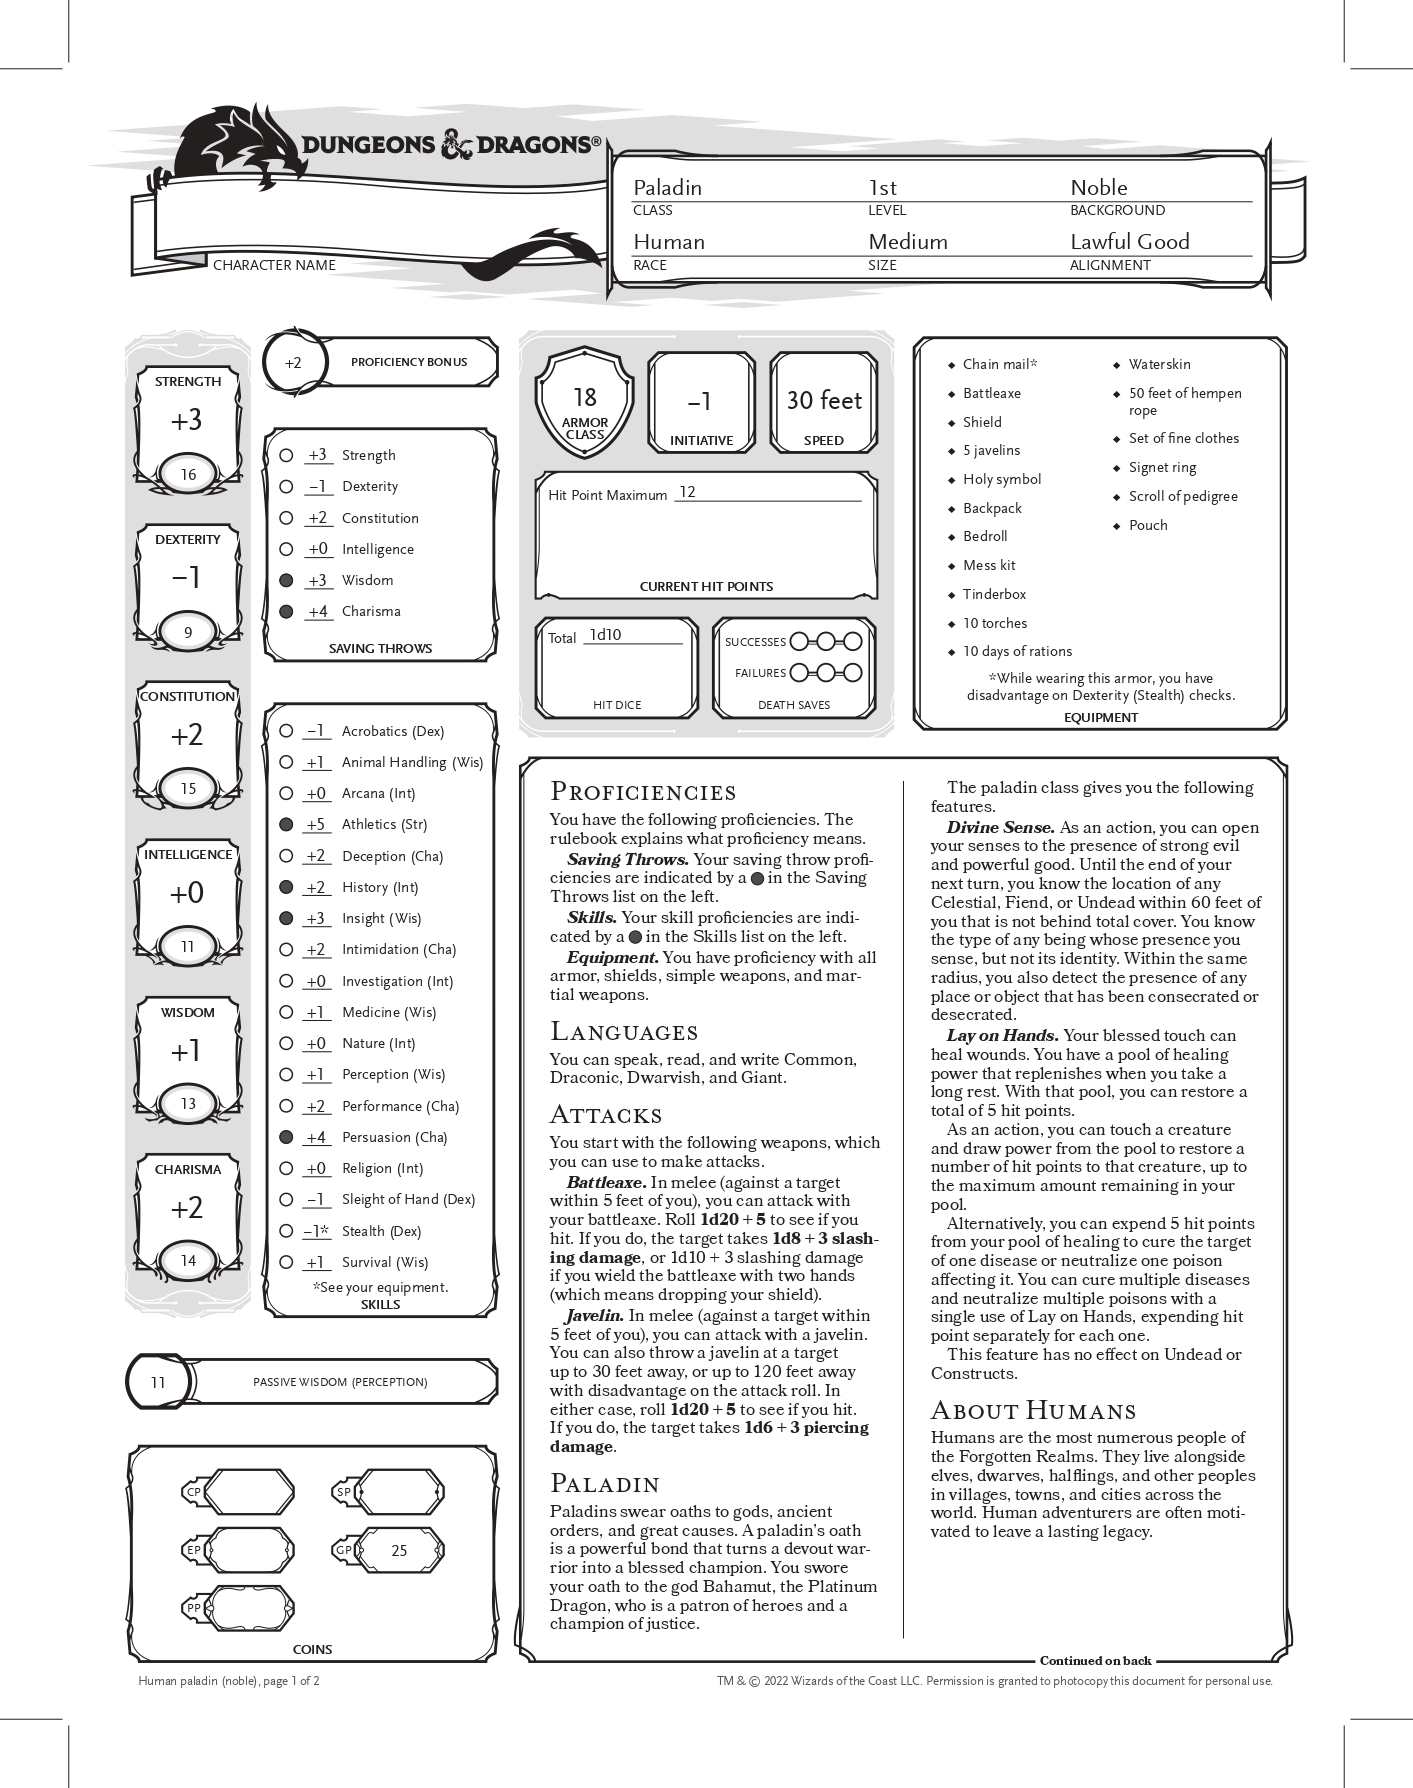 DUNGEONS & DRAGONS®
Paladin 1st Noble
CLASS LEVEL BACKGROUND
Human Medium Lawful Good
RACE SIZE ALIGNMENT
CHARACTER NAME
STRENGTH
+3
16
DEXTERITY
–1
9
CONSTITUTION
+2
15
INTELLIGENCE
+0
11
WISDOM
+1
13
CHARISMA
+2
14
+2 PROFICIENCY BONUS
+3 Strength
–1 Dexterity
+2 Constitution
+0 Intelligence
+3 Wisdom
+4 Charisma
SAVING THROWS
–1 Acrobatics (Dex)
+1 Animal Handling (Wis)
+0 Arcana (Int)
+5 Athletics (Str)
+2 Deception (Cha)
+2 History (Int)
+3 Insight (Wis)
+2 Intimidation (Cha)
+0 Investigation (Int)
+1 Medicine (Wis)
+0 Nature (Int)
+1 Perception (Wis)
+2 Performance (Cha)
+4 Persuasion (Cha)
+0 Religion (Int)
–1 Sleight of Hand (Dex)
–1* Stealth (Dex)
+1 Survival (Wis)
*See your equipment.
SKILLS
11 PASSIVE WISDOM (PERCEPTION)
CP SP
EP GP 25
PP
COINS
18
ARMOR
CLASS
–1
INITIATIVE
30 feet
SPEED
Hit Point Maximum 12
CURRENT HIT POINTS
Total 1d10
HIT DICE
SUCCESSES
FAILURES
DEATH SAVES
◆ Chain mail*
◆ Battleaxe
◆ Shield
◆ 5 javelins
◆ Holy symbol
◆ Backpack
◆ Bedroll
◆ Mess kit
◆ Tinderbox
◆ 10 torches
◆ 10 days of rations
◆ Waterskin
◆ 50 feet of hempen
rope
◆ Set of fine clothes
◆ Signet ring
◆ Scroll of pedigree
◆ Pouch
*While wearing this armor, you have
disadvantage on Dexterity (Stealth) checks.
EQUIPMENT
PROFICIENCIES
You have the following proficiencies. The
rulebook explains what proficiency means.
Saving Throws. Your saving throw profi-
ciencies are indicated by a ● in the Saving
Throws list on the left.
Skills. Your skill proficiencies are indi-
cated by a ● in the Skills list on the left.
Equipment. You have proficiency with all
armor, shields, simple weapons, and mar-
tial weapons.
LANGUAGES
You can speak, read, and write Common,
Draconic, Dwarvish, and Giant.
ATTACKS
You start with the following weapons, which
you can use to make attacks.
Battleaxe. In melee (against a target
within 5 feet of you), you can attack with
your battleaxe. Roll 1d20 + 5 to see if you
hit. If you do, the target takes 1d8 + 3 slash-
ing damage, or 1d10 + 3 slashing damage
if you wield the battleaxe with two hands
(which means dropping your shield).
Javelin. In melee (against a target within
5 feet of you), you can attack with a javelin.
You can also throw a javelin at a target
up to 30 feet away, or up to 120 feet away
with disadvantage on the attack roll. In
either case, roll 1d20 + 5 to see if you hit.
If you do, the target takes 1d6 + 3 piercing
damage.
PALADIN
Paladins swear oaths to gods, ancient
orders, and great causes. A paladin's oath
is a powerful bond that turns a devout war-
rior into a blessed champion. You swore
your oath to the god Bahamut, the Platinum
Dragon, who is a patron of heroes and a
champion of justice.
The paladin class gives you the following
features.
Divine Sense. As an action, you can open
your senses to the presence of strong evil
and powerful good. Until the end of your
next turn, you know the location of any
Celestial, Fiend, or Undead within 60 feet of
you that is not behind total cover. You know
the type of any being whose presence you
sense, but not its identity. Within the same
radius, you also detect the presence of any
place or object that has been consecrated or
desecrated.
Lay on Hands. Your blessed touch can
heal wounds. You have a pool of healing
power that replenishes when you take a
long rest. With that pool, you can restore a
total of 5 hit points.
As an action, you can touch a creature
and draw power from the pool to restore a
number of hit points to that creature, up to
the maximum amount remaining in your
pool.
Alternatively, you can expend 5 hit points
from your pool of healing to cure the target
of one disease or neutralize one poison
affecting it. You can cure multiple diseases
and neutralize multiple poisons with a
single use of Lay on Hands, expending hit
point separately for each one.
This feature has no effect on Undead or
Constructs.
ABOUT HUMANS
Humans are the most numerous people of
the Forgotten Realms. They live alongside
elves, dwarves, halflings, and other peoples
in villages, towns, and cities across the
world. Human adventurers are often moti-
vated to leave a lasting legacy.
Continued on back
Human paladin (noble), page 1 of 2
TM & © 2022 Wizards of the Coast LLC. Permission is granted to photocopy this document for personal use.